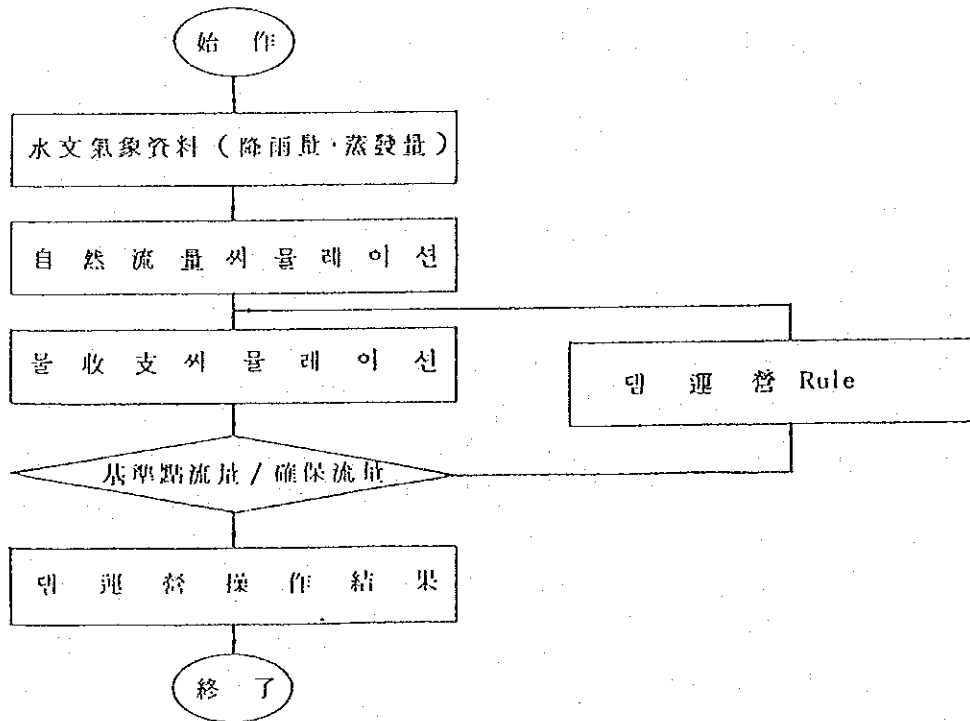 始 作
水文氣象資料 ( 降雨量·蒸發量 )
自 然 流 量 씨 뮬 레 이 션
물 收 支 씨 뮬 레 이 션
댐 運 營 Rule
基準點流量 / 確保流量
댐 運 營 操 作 結 果
終 了